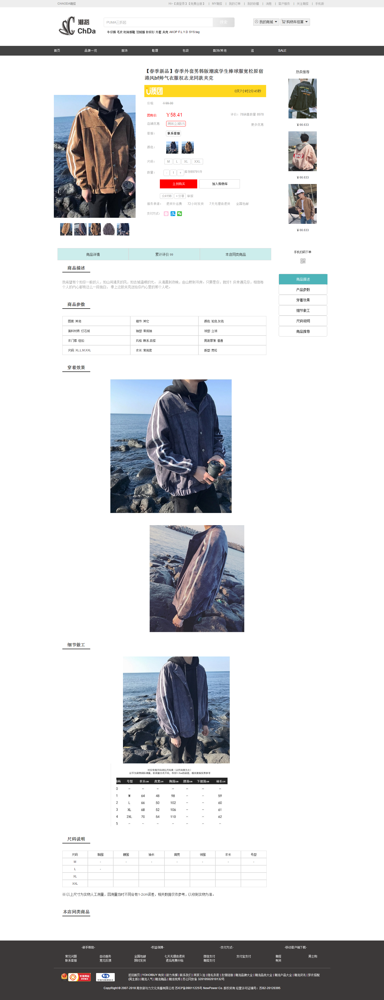 CHAODA潮搭
Hi~【请登录】【免费注册】 | MY潮搭 | 我的订单 | 我的收藏 | 消息 | 客户服务 | 关注潮搭 | 手机版
潮搭
ChDa
PUMA三折起
搜索
我的商城
购物车结算
牛仔裤 毛衣 时尚板鞋 羽绒服 针织衫 外套 夹克 AKOP F.L.Y.D SYS.tag
首页 品牌一览 服饰 鞋履 包袋 配饰/其他 逛 SALE
【春季新品】春季外套男韩版潮流学生棒球服宽松原宿
港风bf帅气衣服权志龙同款夹克
U质团
0天7小时2分45秒
价格: ￥99.00
团购价: ￥58.41
评价：78销售数量 8978
店铺优惠: 满56立减5元
更多优惠
客服： 联系客服
颜色：
尺码： M L XL XXL
数量： - 1 + 库存89791件
立刻购买 加入购物车
☆4198 +分享 举报
服务承诺： 退货补运费 72小时发货 7天无理由退货 全国包邮
支付方式：
热卖推荐
￥66.633
￥66.633
￥66.633
手机扫码下单
商品详情 累计评价 99 本店同类商品
商品描述
产品参数
穿着效果
细节做工
尺码说明
商品推荐
商品描述
我希望有个如你一般的人，如山间清爽的风，如古城温暖的光。 从清晨到夜晚，由山野到书房。只要是你，就好！庆幸遇见你，相信每
个人的内心都有这么一段独白， 奉上这款夹克送给你内心里的那个人吧。
商品参数
图案: 其他 细节: 其它 颜色: 驼色,灰色
面料材质: 灯芯绒 袖型: 常规袖 领型: 立领
衣门襟: 纽扣 风格: 韩系,百搭 男装厚薄: 普通
尺码: XL,L,M,XXL 衣长: 常规款 版型: 宽松
穿着效果
细节做工
对应常规尺码请见尺码表（以尺码表为主）
以下为实物实际测量，因测量方式不同，存在1-2cm的误差，相关数据仅供参考
编码 号型 衣长cm 肩宽cm 胸围cm 腰围cm 下摆围cm 袖长cm
0 - - - - - - -
1 M 64 48 98 - - 59
2 L 66 50 102 - - 60
3 XL 68 52 106 - - 61
4 2XL 70 54 110 - - 62
5 - - - - - - -
尺码说明
尺码 胸围 腰围 袖长 肩宽 领围 衣长 号型
M - - - - - - -
L -
XL
XXL
※ 以上尺寸为实物人工测量，因测量当时不同会有1-2cm误差，相关数据仅作参考，以收到实物为准。
本店同类商品
-新手帮助- -权益保障- -支付方式- -移动客户端下载-
常见问题 自动服务 全国包邮 七天无理由退货 微信支付 支付宝支付 潮搭 男士购
联系客服 意见反馈 限时发货 退后用费补贴 潮搭支付 有货
可信网站
身份验证
中国互联网协会
返回首页 | YOHO!BUY 有货 | 新力传媒 | 联系我们 | 商家入驻 | 隐私条款 | 友情链接 | 潮流品牌大全 | 潮流品类大全 | 潮流产品大全 | 潮流资讯 | 穿衣搭配
(男生版) | 潮流人气 | 潮流潮品 | 潮流视频 | 苏公网安备 32010502010132号
CopyRight © 2007-2018 南京新与力文化传播有限公司 苏ICP备09011225号 NewPower Co. 版权所有 经营许可证编号：苏B2-20120395